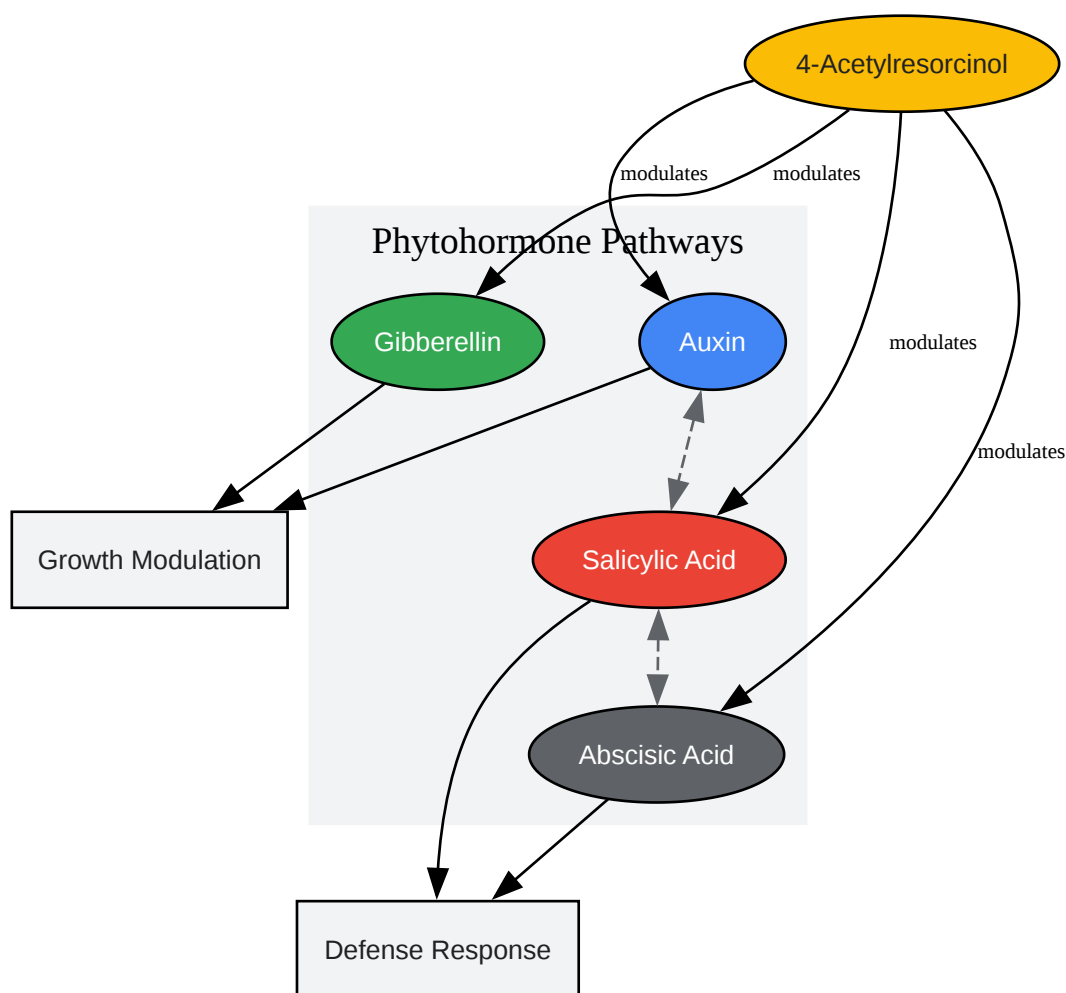 4-Acetylresorcinol
modulates
modulates
Phytohormone Pathways
Gibberellin
Auxin
modulates
modulates
Growth Modulation
Salicylic Acid
Abscisic Acid
Defense Response